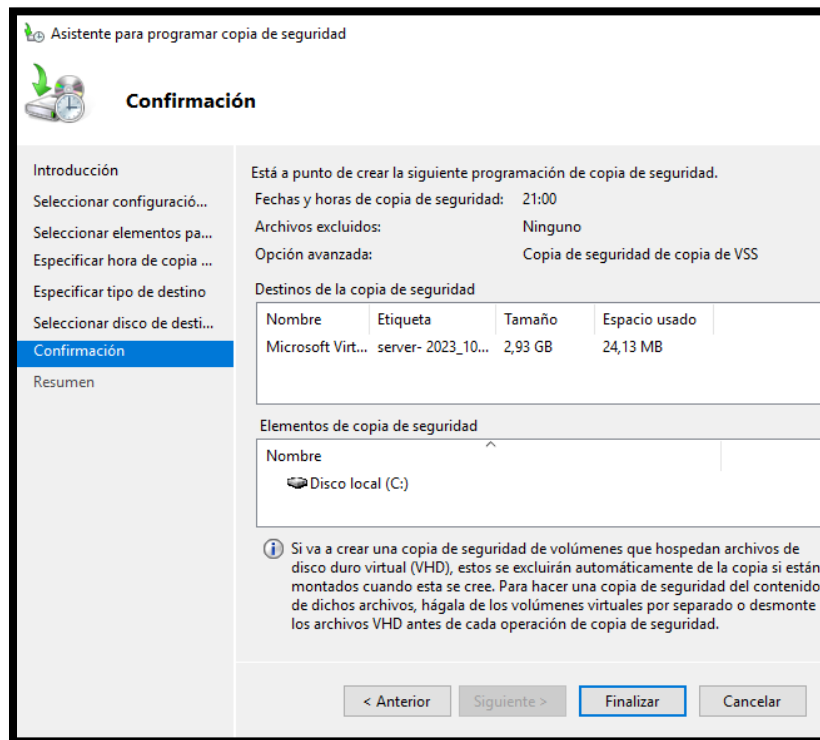 Asistente para programar copia de seguridad
Confirmación
Introducción
Seleccionar configuració...
Seleccionar elementos pa...
Especificar hora de copia ...
Especificar tipo de destino
Seleccionar disco de desti...
Confirmación
Resumen
Está a punto de crear la siguiente programación de copia de seguridad.
Fechas y horas de copia de seguridad: 21:00
Archivos excluidos: Ninguno
Opción avanzada: Copia de seguridad de copia de VSS
Destinos de la copia de seguridad
Nombre Etiqueta Tamaño Espacio usado
Microsoft Virt... server- 2023_10... 2,93 GB 24,13 MB
Elementos de copia de seguridad
Nombre
Disco local (C:)
Si va a crear una copia de seguridad de volúmenes que hospedan archivos de
disco duro virtual (VHD), estos se excluirán automáticamente de la copia si están
montados cuando esta se cree. Para hacer una copia de seguridad del contenido
de dichos archivos, hágala de los volúmenes virtuales por separado o desmonte
los archivos VHD antes de cada operación de copia de seguridad.
< Anterior Siguiente > Finalizar Cancelar